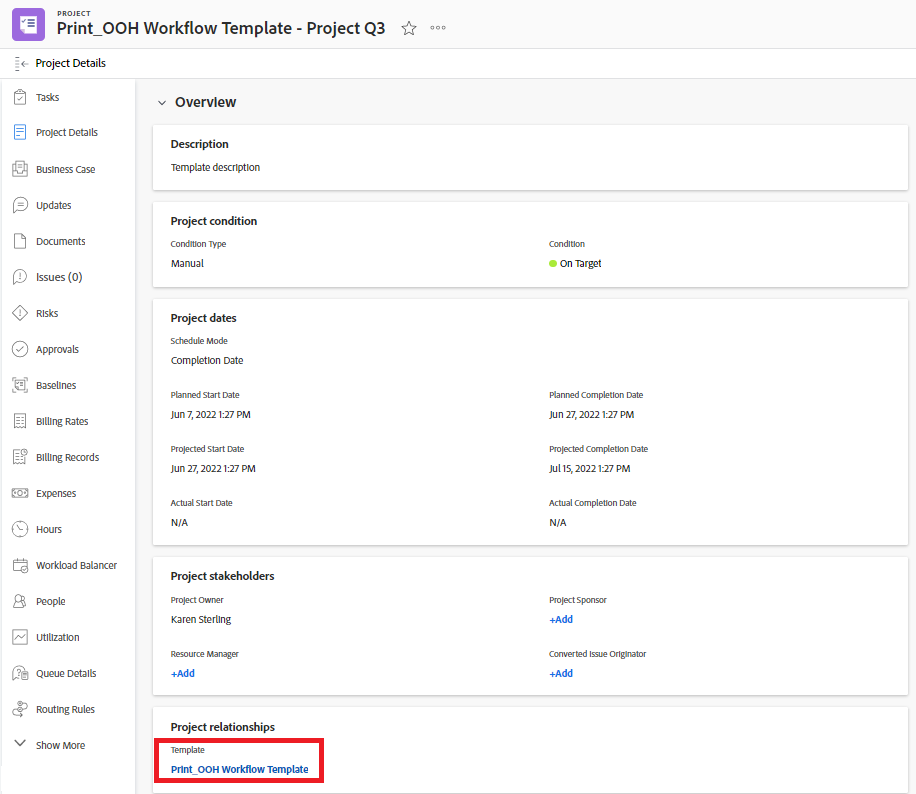 PROJECT
Print_OOH Workflow Template - Project Q3
Project Details
Tasks
Project Details
Business Case
Updates
Documents
Issues (0)
Risks
Approvals
Baselines
Billing Rates
Billing Records
Expenses
Hours
Workload Balancer
People
Utilization
Queue Details
Routing Rules
Show More
Overview
Description
Template description
Project condition
Condition Type
Condition
Manual
On Target
Project dates
Schedule Mode
Completion Date
Planned Start Date
Planned Completion Date
Jun 7, 2022 1:27 PM
Jun 27, 2022 1:27 PM
Projected Start Date
Projected Completion Date
Jun 27, 2022 1:27 PM
Jul 15, 2022 1:27 PM
Actual Start Date
Actual Completion Date
N/A
N/A
Project stakeholders
Project Owner
Project Sponsor
Karen Sterling
+Add
Resource Manager
Converted Issue Originator
+Add
+Add
Project relationships
Template
Print_OOH Workflow Template